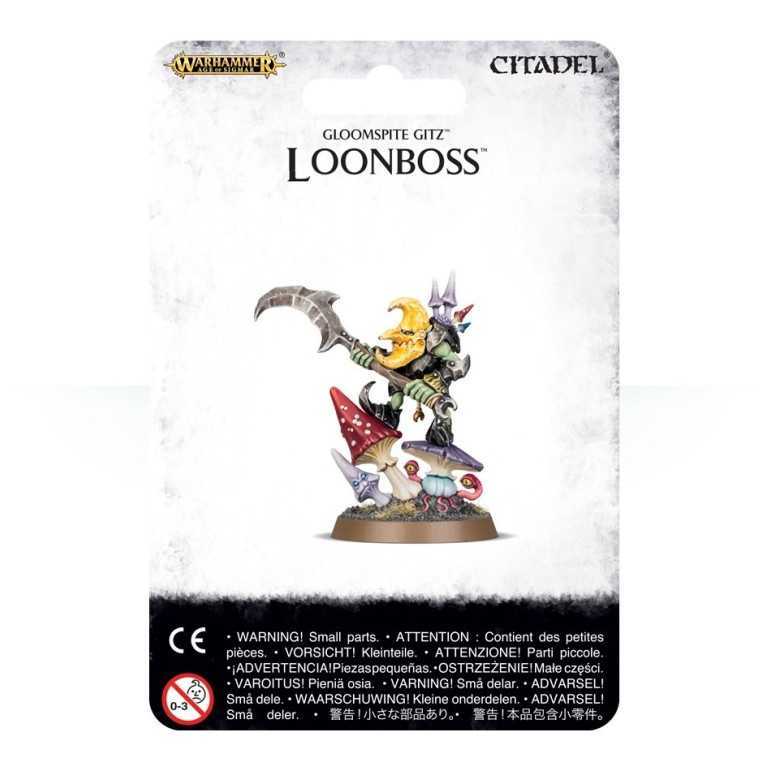 WARHAMMER®
AGE OF SIGMAR
CITADEL
GLOOMSPITE GITZ™
LOONBOSS™
CE
0-3
• WARNING! Small parts. • ATTENTION : Contient des petites
pièces. • VORSICHT! Kleinteile. • ATTENZIONE! Parti piccole.
•¡ADVERTENCIA!Piezaspequeñas.•OSTRZEŻENIE!Małe części.
• VAROITUS! Pieniä osia. • VARNING! Små delar. • ADVARSEL!
Små dele. • WAARSCHUWING! Kleine onderdelen. • ADVARSEL!
Små deler. • 警告!小さな部品あり。• 警告!本品包含小零件。